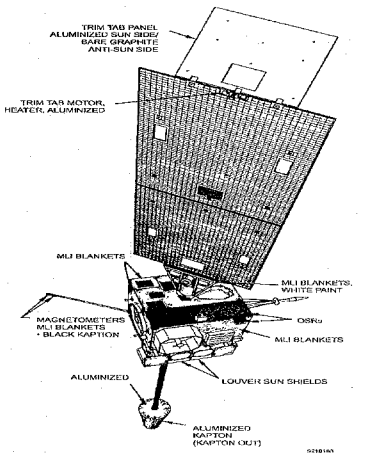 TRIM TAB PANEL
ALUMINIZED SUN SIDE/
BARE GRAPHITE
ANTI-SUN SIDE
TRIM TAB MOTOR,
HEATER, ALUMINIZED
MLI BLANKETS
MLI BLANKETS,
WHITE PAINT
OSRs
MAGNETOMETERS
MLI BLANKETS
• BLACK KAPTION
MLI BLANKETS
LOUVER SUN SHIELDS
ALUMINIZED
ALUMINIZED
KAPTON
(KAPTON OUT)